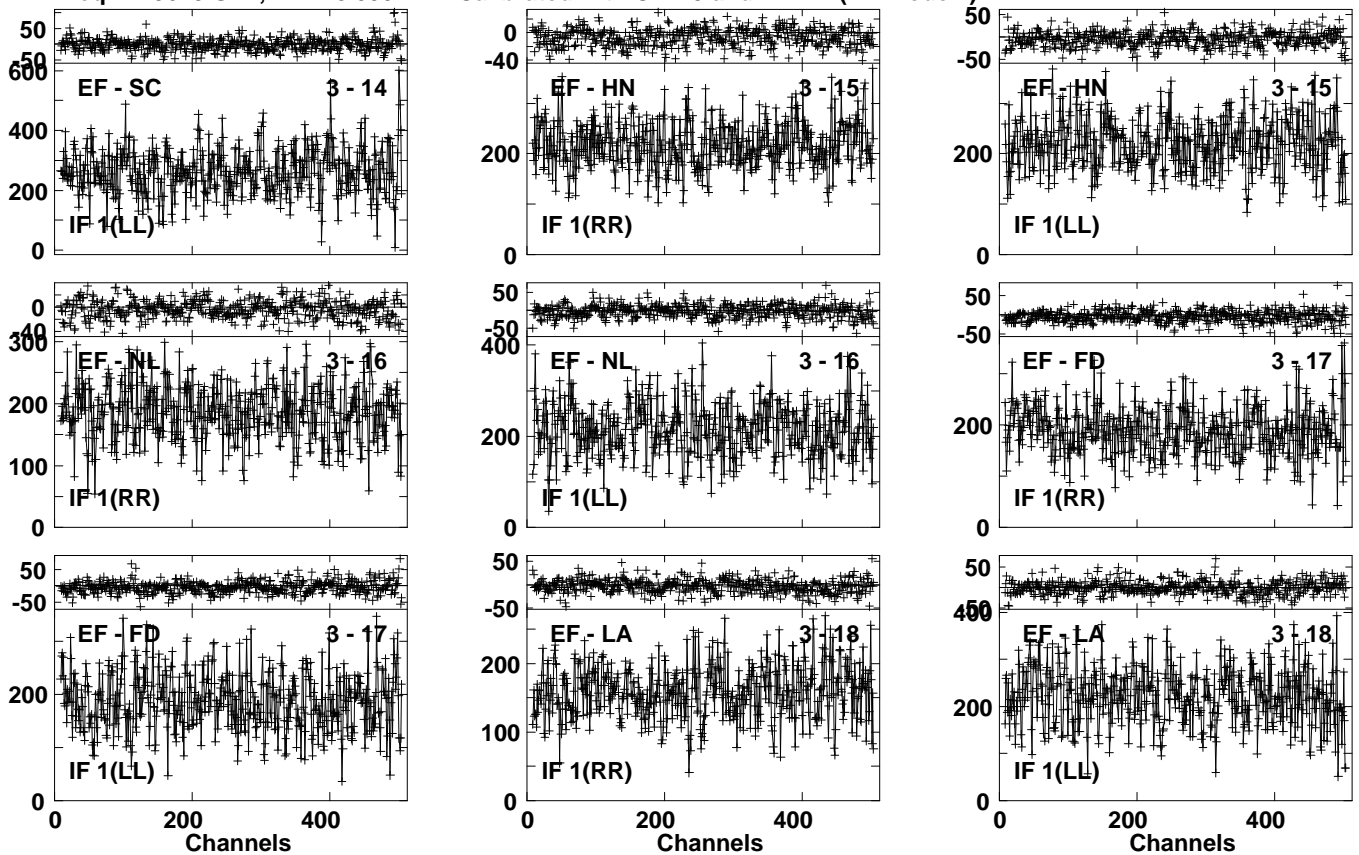 50
-50
600
400
200
0
EF - SC 3 - 14
IF 1(LL)
0
-40
200
0
EF - HN 3 - 15
IF 1(RR)
50
-50
200
0
EF - HN 3 - 15
IF 1(LL)
0
-40
300
200
100
0
EF - NL 3 - 16
IF 1(RR)
50
-50
400
200
0
EF - NL 3 - 16
IF 1(LL)
50
-50
200
0
EF - FD 3 - 17
IF 1(RR)
50
-50
200
0
EF - FD 3 - 17
IF 1(LL)
0 200 400
Channels
50
-50
200
100
0
EF - LA 3 - 18
IF 1(RR)
0 200 400
Channels
50
-50
400
200
0
EF - LA 3 - 18
IF 1(LL)
0 200 400
Channels